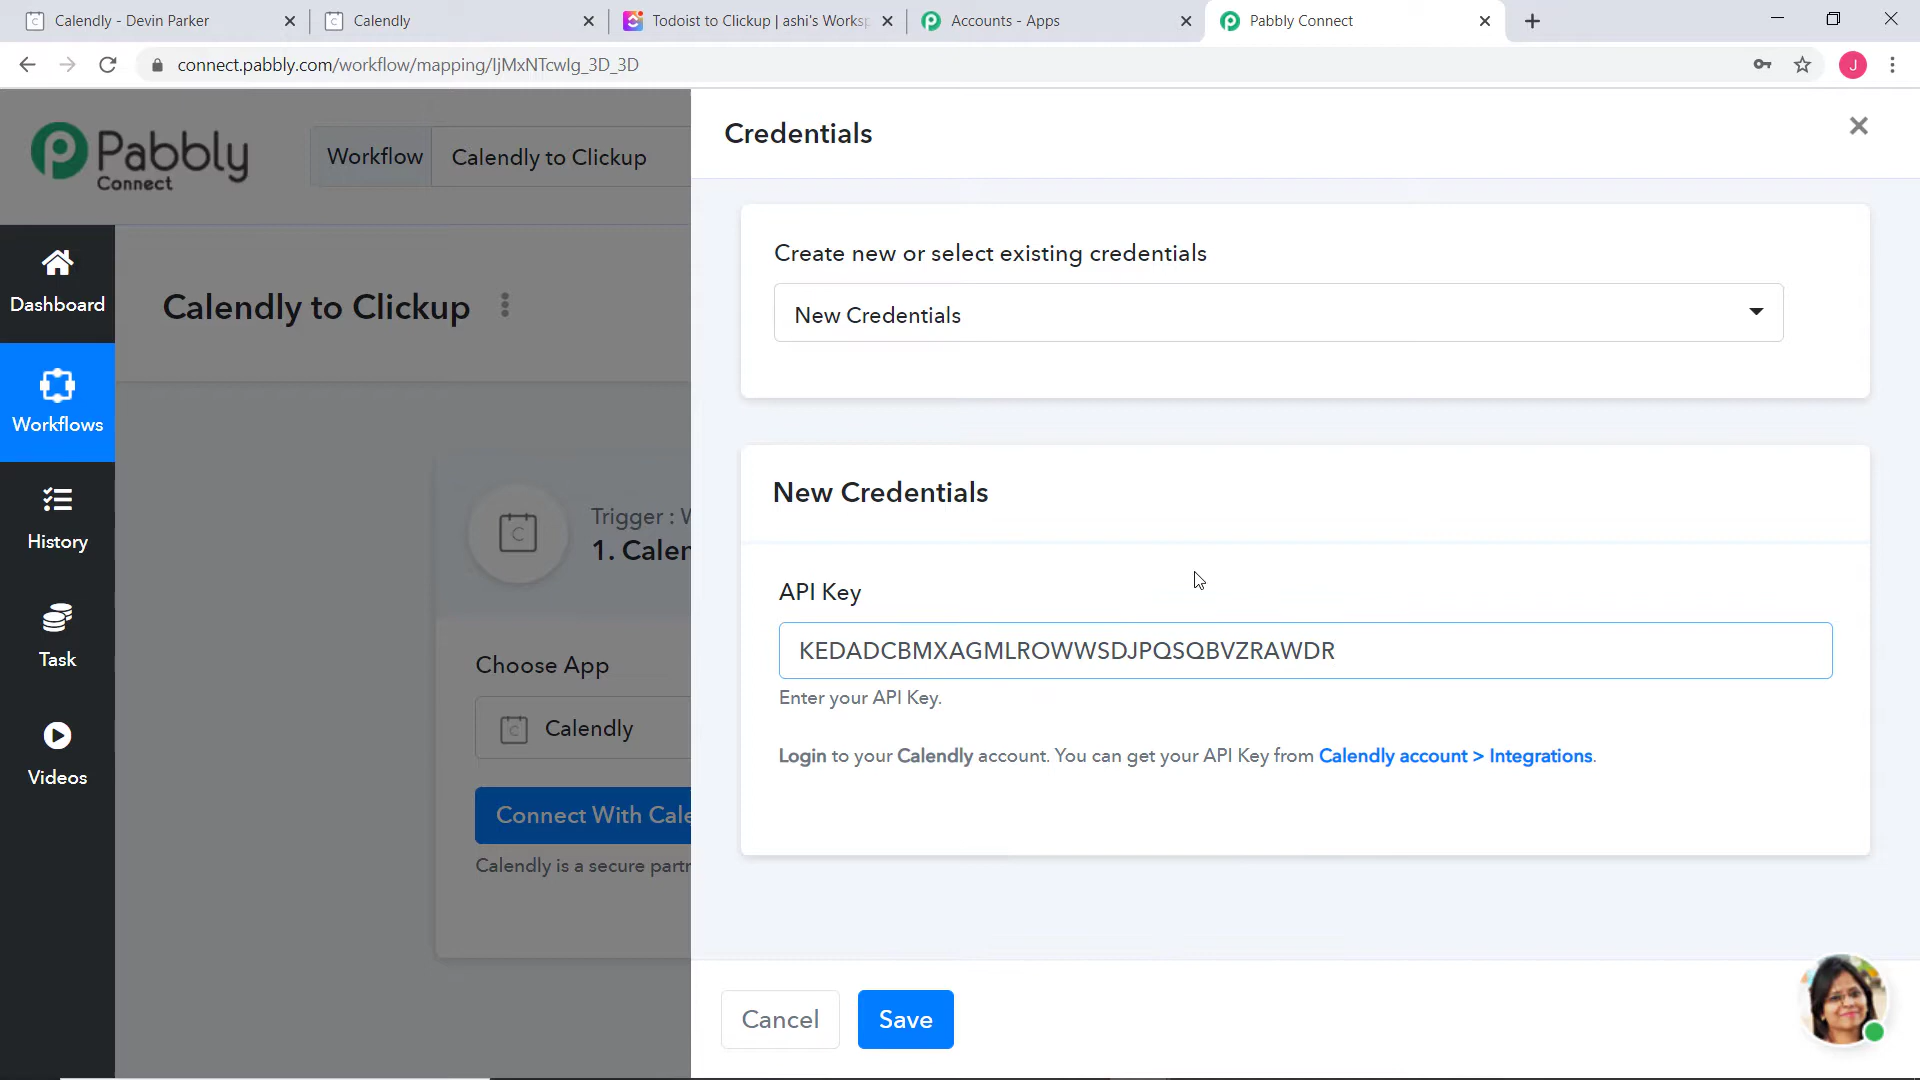 Calendly - Devin Parker
Calendly
Todoist to Clickup | ashi's Works
Accounts - Apps
Pabbly Connect
connect.pabbly.com/workflow/mapping/IjMxNTcwIg_3D_3D
J
Pabbly
Connect
Workflow
Calendly to Clickup
Credentials
Dashboard
Workflows
History
Task
Videos
Calendly to Clickup
Trigger : W
1. Calen
Choose App
Calendly
Connect With Cale
Calendly is a secure partn
Create new or select existing credentials
New Credentials
New Credentials
API Key
KEDADCBMXAGMLROWWSDJPQSQBVZRAWDR
Enter your API Key.
Login to your Calendly account. You can get your API Key from Calendly account > Integrations.
Cancel
Save